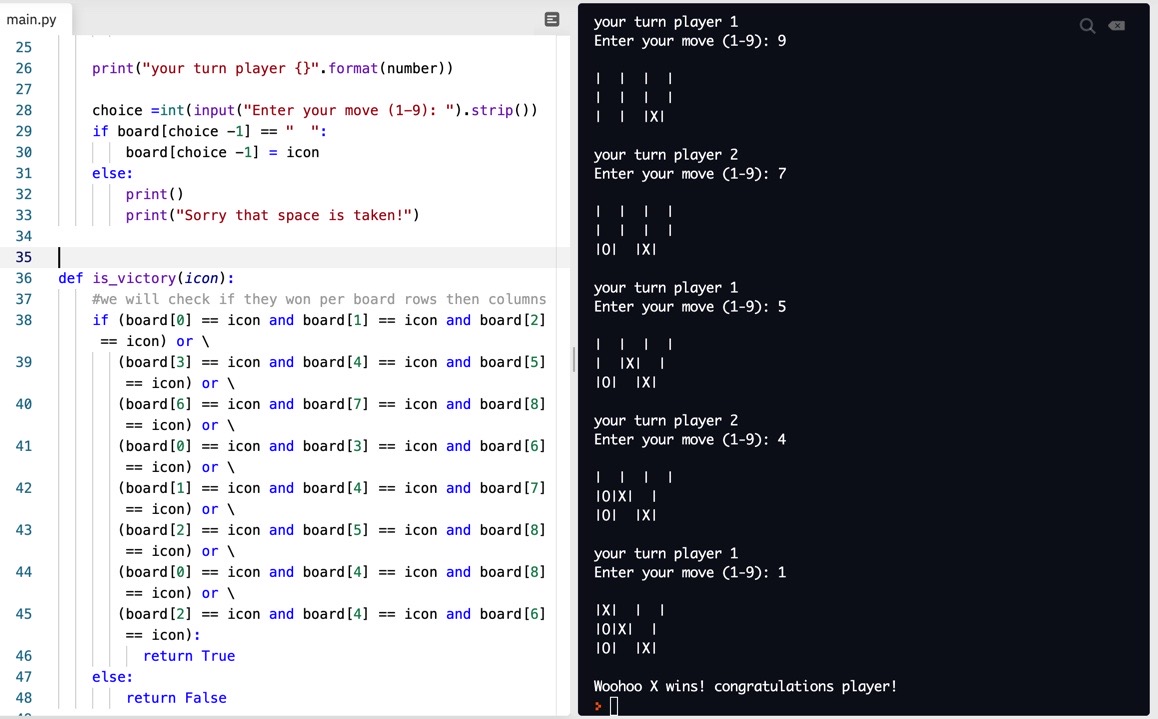 main.py
25
26 print("your turn player {}".format(number))
27
28 choice =int(input("Enter your move (1-9): ").strip())
29 if board[choice -1] == "  ":
30 board[choice -1] = icon
31 else:
32 print()
33 print("Sorry that space is taken!")
34
35
36 def is_victory(icon):
37 #we will check if they won per board rows then columns
38 if (board[0] == icon and board[1] == icon and board[2]
== icon) or \
39 (board[3] == icon and board[4] == icon and board[5]
== icon) or \
40 (board[6] == icon and board[7] == icon and board[8]
== icon) or \
41 (board[0] == icon and board[3] == icon and board[6]
== icon) or \
42 (board[1] == icon and board[4] == icon and board[7]
== icon) or \
43 (board[2] == icon and board[5] == icon and board[8]
== icon) or \
44 (board[0] == icon and board[4] == icon and board[8]
== icon) or \
45 (board[2] == icon and board[4] == icon and board[6]
== icon):
46 return True
47 else:
48 return False
your turn player 1
Enter your move (1-9): 9
|  |  |  |
|  |  |  |
|  |  |X|
your turn player 2
Enter your move (1-9): 7
|  |  |  |
|  |  |  |
|O|  |X|
your turn player 1
Enter your move (1-9): 5
|  |  |  |
|  |X|  |
|O|  |X|
your turn player 2
Enter your move (1-9): 4
|  |  |  |
|O|X|  |
|O|  |X|
your turn player 1
Enter your move (1-9): 1
|X|  |  |
|O|X|  |
|O|  |X|
Woohoo X wins! congratulations player!
>